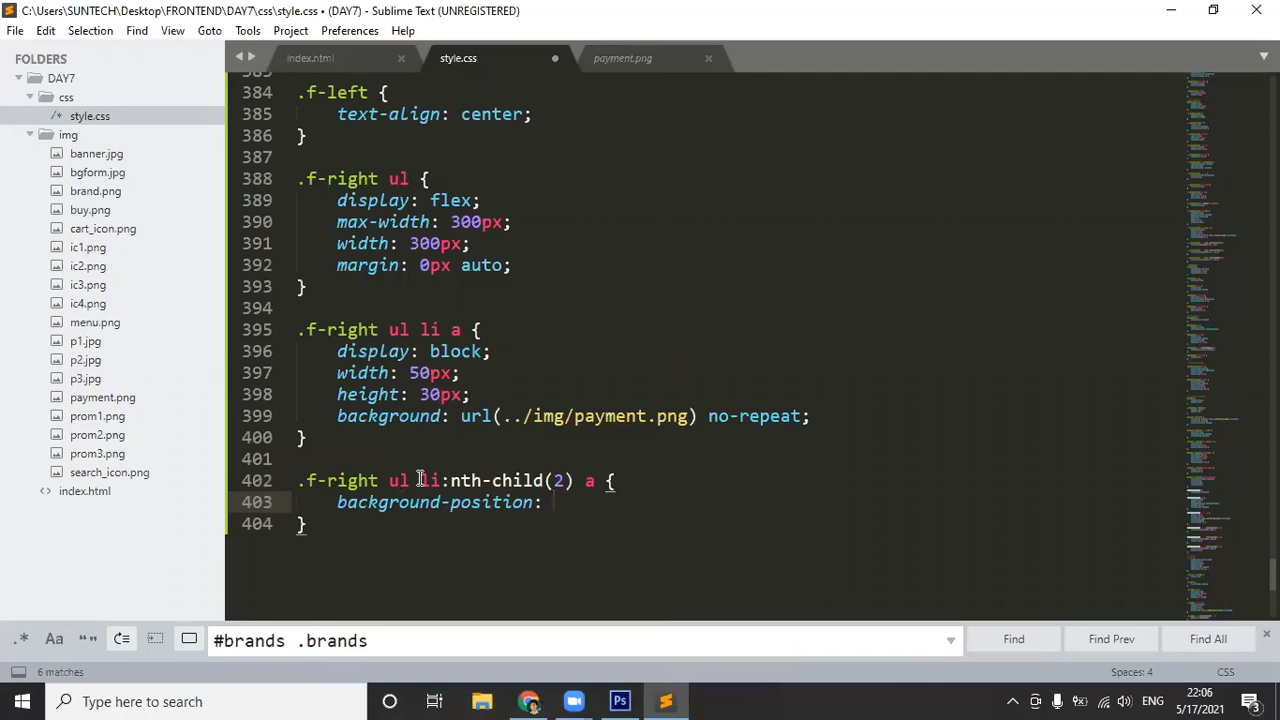 C:\Users\SUNTECH\Desktop\FRONTEND\DAY7\css\style.css • (DAY7) - Sublime Text (UNREGISTERED)
File Edit Selection Find View Goto Tools Project Preferences Help
FOLDERS
DAY7
css
/* style.css
img
banner.jpg
bgform.jpg
brand.png
buy.png
cart_icon.png
ic1.png
ic2.png
ic3.png
ic4.png
menu.png
p1.jpg
p2.jpg
p3.jpg
payment.png
prom1.png
prom2.png
prom3.png
search_icon.png
<> index.html
index.html style.css payment.png
383
384 .f-left {
385 text-align: center;
386 }
387
388 .f-right ul {
389 display: flex;
390 max-width: 300px;
391 width: 300px;
392 margin: 0px auto;
393 }
394
395 .f-right ul li a {
396 display: block;
397 width: 50px;
398 height: 30px;
399 background: url(../img/payment.png) no-repeat;
400 }
401
402 .f-right ul li:nth-child(2) a {
403 background-position:
404 }
.* Aa “ ” #brands .brands Find Find Prev Find All
6 matches Spaces: 4 CSS
Type here to search
Ps
ENG
22:06
5/17/2021
3